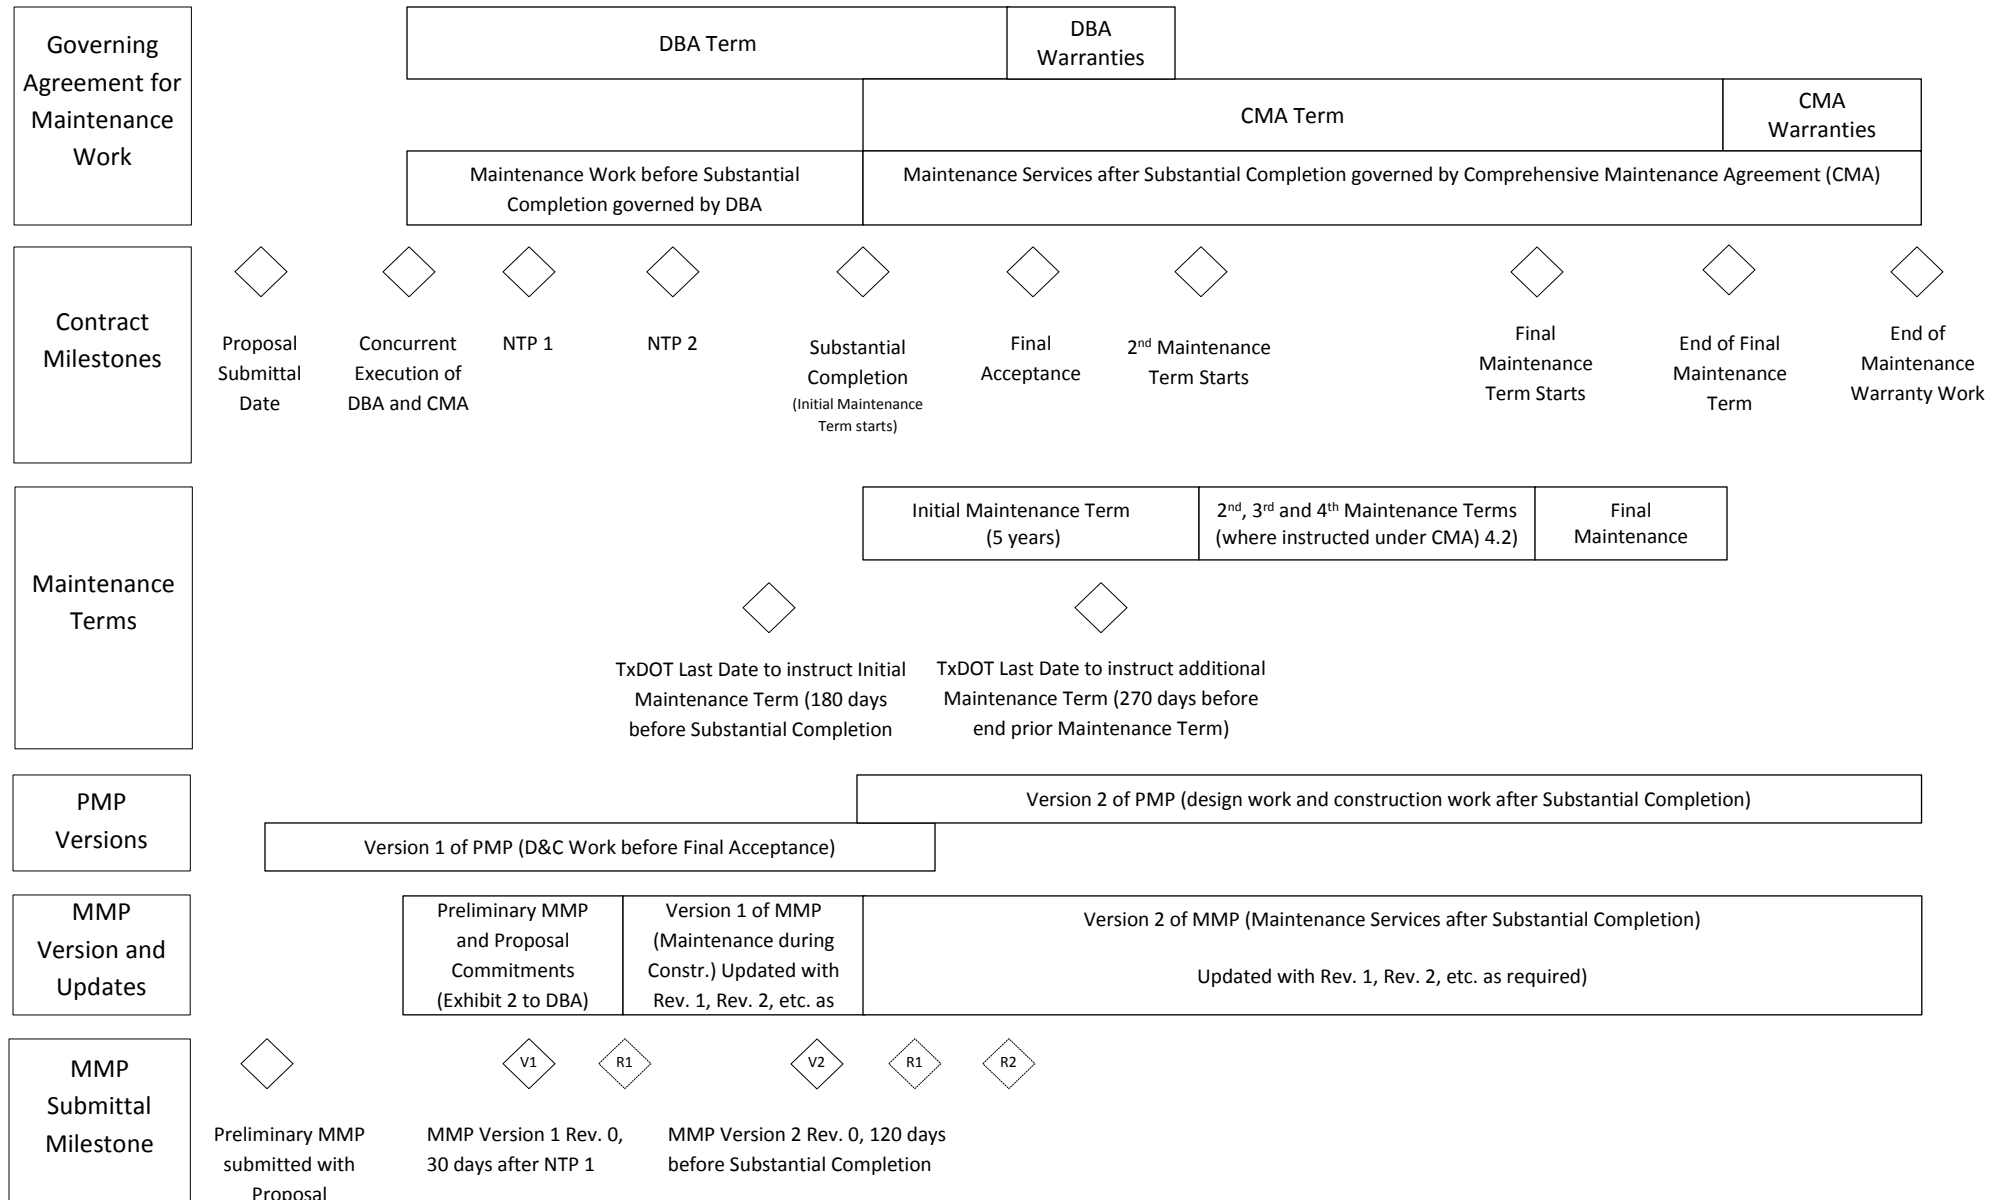 Governing
Agreement for
Maintenance
Work
DBA Term
DBA
Warranties
CMA Term
CMA
Warranties
Maintenance Work before Substantial
Completion governed by DBA
Maintenance Services after Substantial Completion governed by Comprehensive Maintenance Agreement (CMA)
Contract
Milestones
Proposal
Submittal
Date
Concurrent
Execution of
DBA and CMA
NTP 1
NTP 2
Substantial
Completion
(Initial Maintenance
Term starts)
Final
Acceptance
2nd Maintenance
Term Starts
Final
Maintenance
Term Starts
End of Final
Maintenance
Term
End of
Maintenance
Warranty Work
Maintenance
Terms
Initial Maintenance Term
(5 years)
2nd, 3rd and 4th Maintenance Terms
(where instructed under CMA) 4.2)
Final
Maintenance
TxDOT Last Date to instruct Initial
Maintenance Term (180 days
before Substantial Completion
TxDOT Last Date to instruct additional
Maintenance Term (270 days before
end prior Maintenance Term)
PMP
Versions
Version 2 of PMP (design work and construction work after Substantial Completion)
Version 1 of PMP (D&C Work before Final Acceptance)
MMP
Version and
Updates
Preliminary MMP
and Proposal
Commitments
(Exhibit 2 to DBA)
Version 1 of MMP
(Maintenance during
Constr.) Updated with
Rev. 1, Rev. 2, etc. as
Version 2 of MMP (Maintenance Services after Substantial Completion)
Updated with Rev. 1, Rev. 2, etc. as required)
MMP
Submittal
Milestone
V1
R1
V2
R1
R2
Preliminary MMP
submitted with
Proposal
MMP Version 1 Rev. 0,
30 days after NTP 1
MMP Version 2 Rev. 0, 120 days
before Substantial Completion